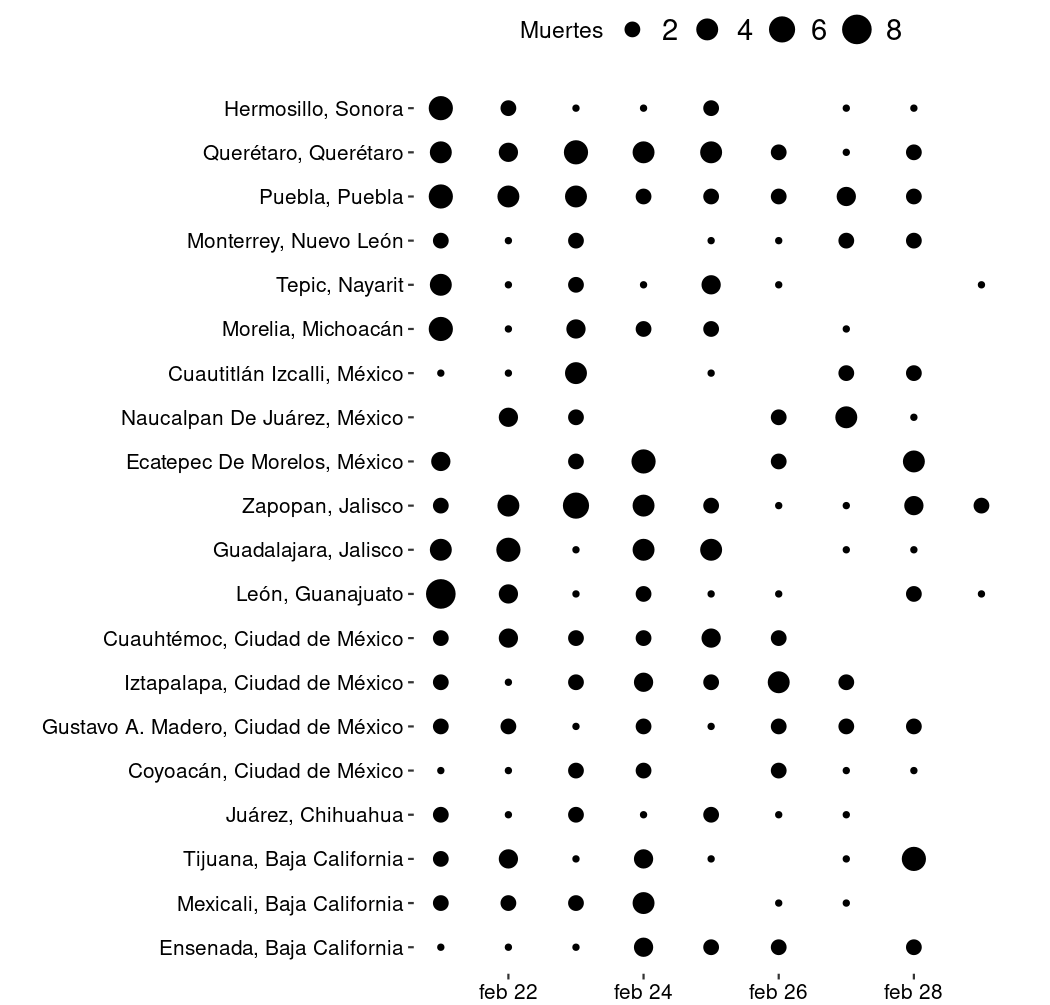 Muertes 2 4 6 8
Hermosillo, Sonora
Querétaro, Querétaro
Puebla, Puebla
Monterrey, Nuevo León
Tepic, Nayarit
Morelia, Michoacán
Cuautitlán Izcalli, México
Naucalpan De Juárez, México
Ecatepec De Morelos, México
Zapopan, Jalisco
Guadalajara, Jalisco
León, Guanajuato
Cuauhtémoc, Ciudad de México
Iztapalapa, Ciudad de México
Gustavo A. Madero, Ciudad de México
Coyoacán, Ciudad de México
Juárez, Chihuahua
Tijuana, Baja California
Mexicali, Baja California
Ensenada, Baja California
feb 22 feb 24 feb 26 feb 28